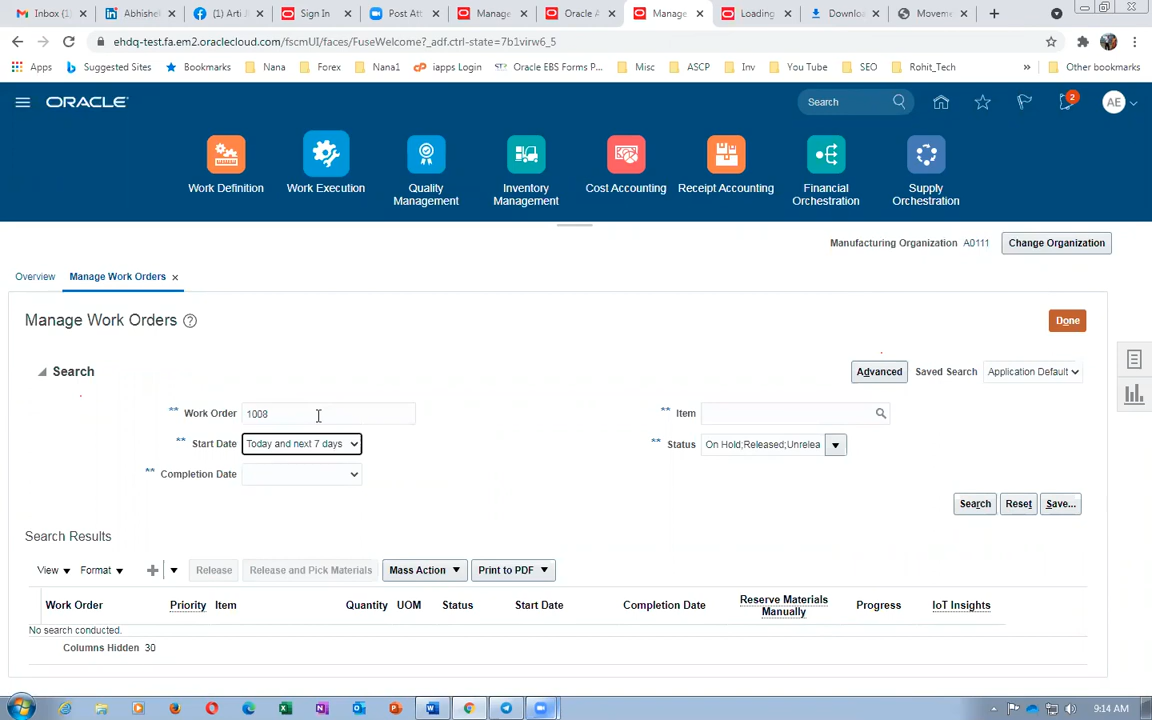 Inbox (1) Abhishel (1) Arti Ji Sign In Post Att Manage Oracle A Manage Loading Downloa Moveme
ehdq-test.fa.em2.oraclecloud.com/fscmUI/faces/FuseWelcome?_adf.ctrl-state=7b1virw6_5
Apps Suggested Sites Bookmarks Nana Forex Nana1 iapps Login Oracle EBS Forms P... Misc ASCP Inv You Tube SEO Rohit_Tech » Other bookmarks
ORACLE Search 2 AE
Work Definition Work Execution Quality Management Inventory Management Cost Accounting Receipt Accounting Financial Orchestration Supply Orchestration
Manufacturing Organization A0111 Change Organization
Overview Manage Work Orders
Manage Work Orders Done
Search Advanced Saved Search Application Default
** Work Order 1008 ** Item
** Start Date Today and next 7 days ** Status On Hold;Released;Unrelea
** Completion Date
Search Reset Save...
Search Results
View Format Release Release and Pick Materials Mass Action Print to PDF
Work Order Priority Item Quantity UOM Status Start Date Completion Date Reserve Materials Manually Progress IoT Insights
No search conducted.
Columns Hidden 30
9:14 AM